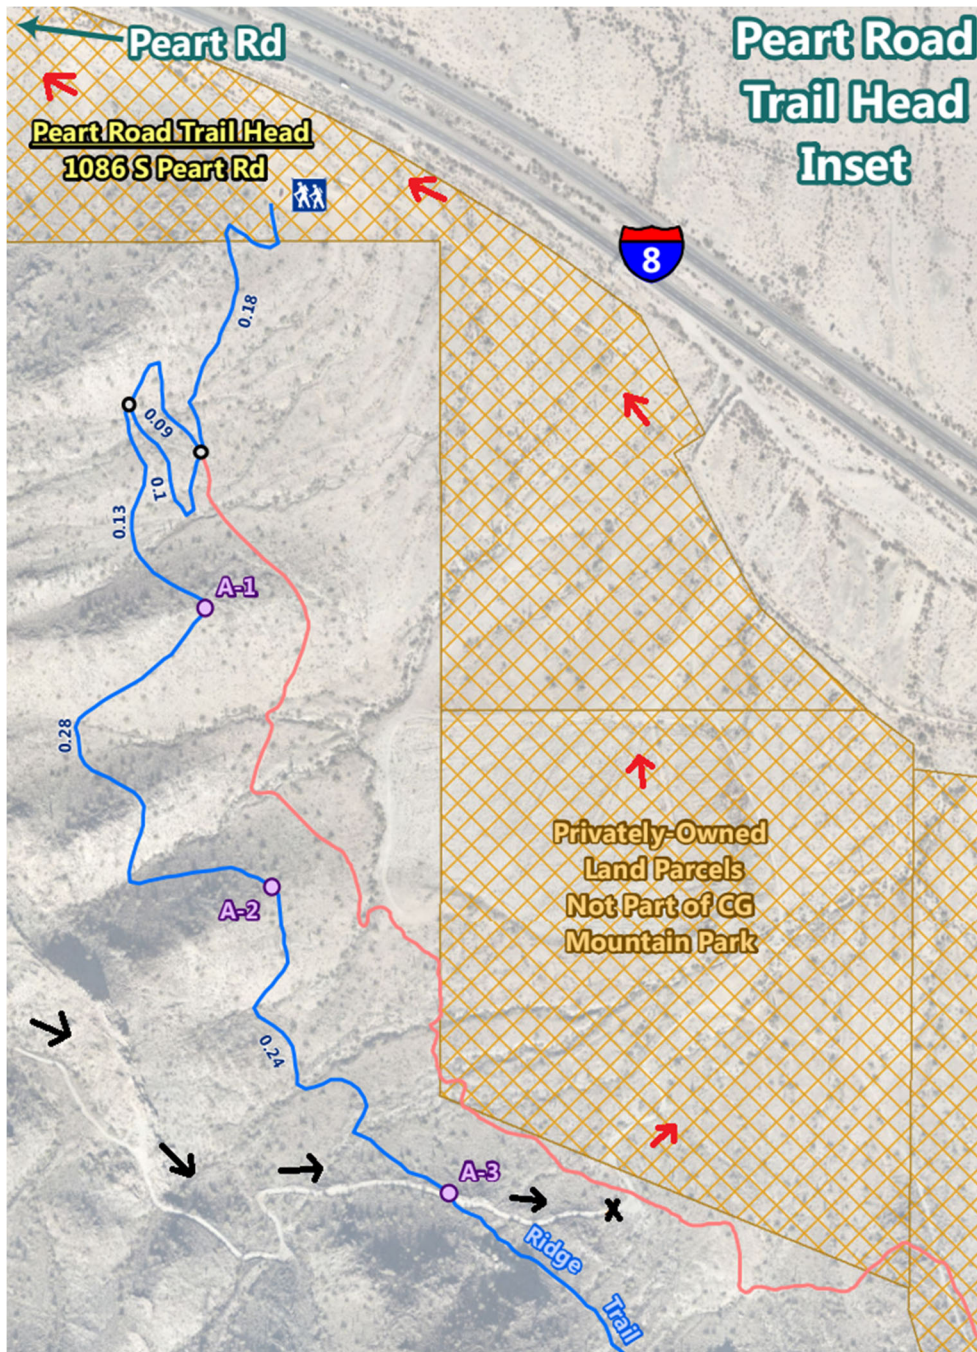 Peart Rd
Peart Road
Trail Head
Inset
Peart Road Trail Head
1086 S Peart Rd
8
0.18
0.09
0.1
0.13
A-1
0.28
Privately-Owned
Land Parcels
Not Part of CG
Mountain Park
A-2
0.24
A-3
X
Ridge
Trail